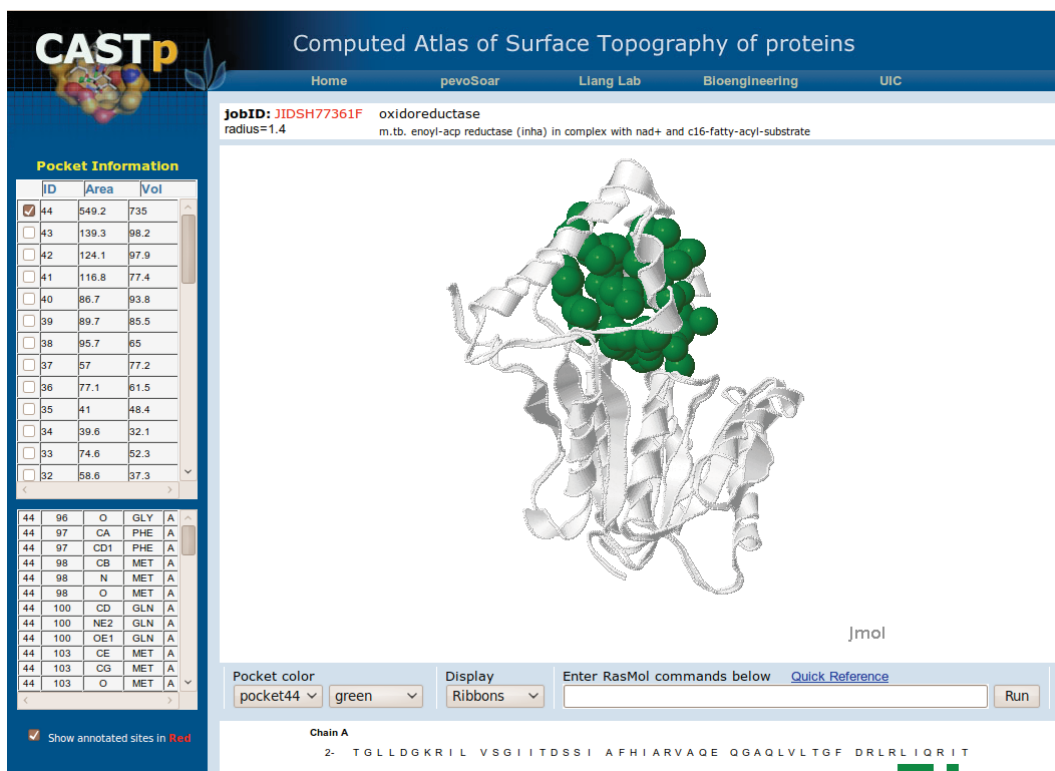 CASTp
Computed Atlas of Surface Topography of proteins
Home pevoSoar Liang Lab Bioengineering UIC
jobID: JIDSH77361F oxidoreductase
radius=1.4 m.tb. enoyl-acp reductase (inha) in complex with nad+ and c16-fatty-acyl-substrate
Pocket Information
ID Area Vol
44 549.2 735
43 139.3 98.2
42 124.1 97.9
41 116.8 77.4
40 86.7 93.8
39 89.7 85.5
38 95.7 65
37 57 77.2
36 77.1 61.5
35 41 48.4
34 39.6 32.1
33 74.6 52.3
32 58.6 37.3
44 96 O GLY A
44 97 CA PHE A
44 97 CD1 PHE A
44 98 CB MET A
44 98 N MET A
44 98 O MET A
44 100 CD GLN A
44 100 NE2 GLN A
44 100 OE1 GLN A
44 103 CE MET A
44 103 CG MET A
44 103 O MET A
Show annotated sites in Red
Jmol
Pocket color Display Enter RasMol commands below Quick Reference
pocket44 green Ribbons Run
Chain A
2- TGLLDGKRIL VSGIITDSSI AFHIARVAQE QGAQLVLTGF DRLRLIQRIT